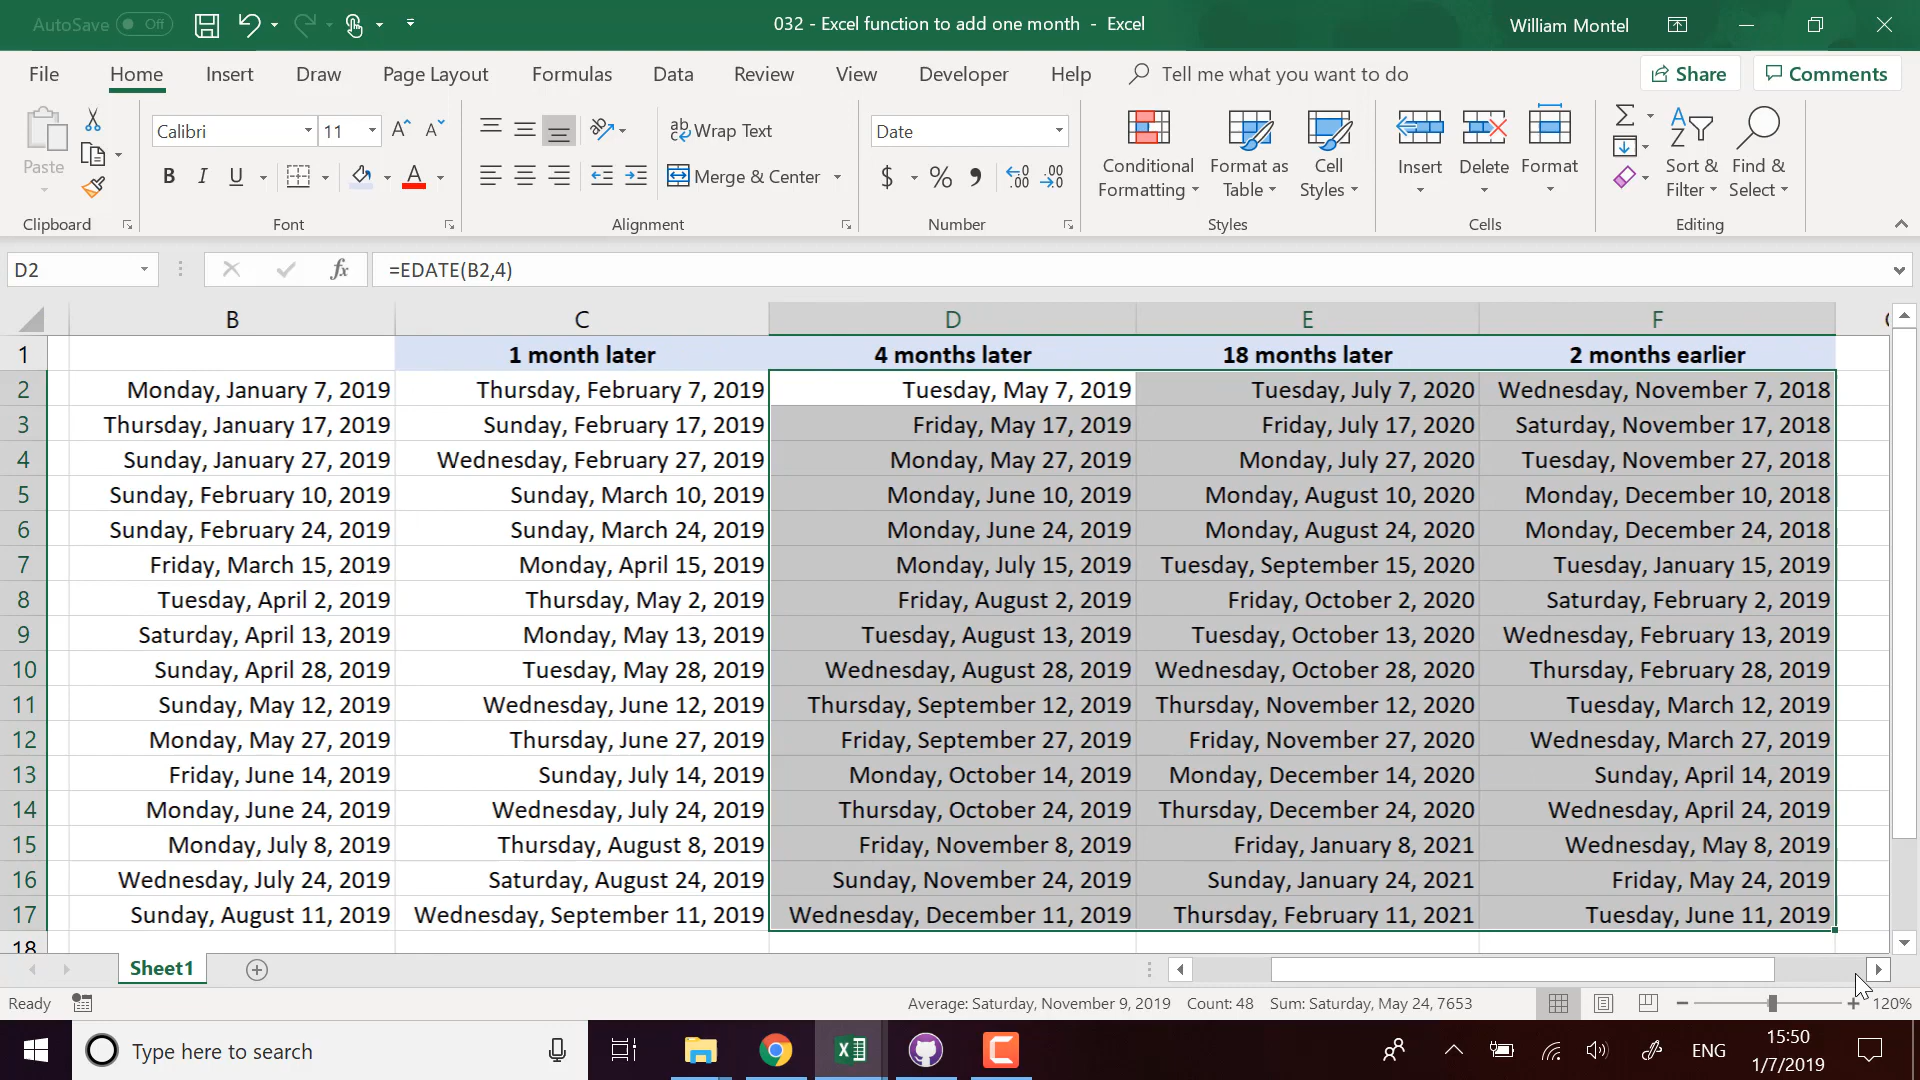 AutoSave Off 032 - Excel function to add one month - Excel William Montel
File Home Insert Draw Page Layout Formulas Data Review View Developer Help Tell me what you want to do Share Comments
Calibri 11 Wrap Text Date
Paste B I U A Merge & Center $ % Conditional Formatting Format as Table Cell Styles Insert Delete Format Sort & Filter Find & Select
Clipboard Font Alignment Number Styles Cells Editing
D2 fx =EDATE(B2,4)
B C D E F
1 1 month later 4 months later 18 months later 2 months earlier
2 Monday, January 7, 2019 Thursday, February 7, 2019 Tuesday, May 7, 2019 Tuesday, July 7, 2020 Wednesday, November 7, 2018
3 Thursday, January 17, 2019 Sunday, February 17, 2019 Friday, May 17, 2019 Friday, July 17, 2020 Saturday, November 17, 2018
4 Sunday, January 27, 2019 Wednesday, February 27, 2019 Monday, May 27, 2019 Monday, July 27, 2020 Tuesday, November 27, 2018
5 Sunday, February 10, 2019 Sunday, March 10, 2019 Monday, June 10, 2019 Monday, August 10, 2020 Monday, December 10, 2018
6 Sunday, February 24, 2019 Sunday, March 24, 2019 Monday, June 24, 2019 Monday, August 24, 2020 Monday, December 24, 2018
7 Friday, March 15, 2019 Monday, April 15, 2019 Monday, July 15, 2019 Tuesday, September 15, 2020 Tuesday, January 15, 2019
8 Tuesday, April 2, 2019 Thursday, May 2, 2019 Friday, August 2, 2019 Friday, October 2, 2020 Saturday, February 2, 2019
9 Saturday, April 13, 2019 Monday, May 13, 2019 Tuesday, August 13, 2019 Tuesday, October 13, 2020 Wednesday, February 13, 2019
10 Sunday, April 28, 2019 Tuesday, May 28, 2019 Wednesday, August 28, 2019 Wednesday, October 28, 2020 Thursday, February 28, 2019
11 Sunday, May 12, 2019 Wednesday, June 12, 2019 Thursday, September 12, 2019 Thursday, November 12, 2020 Tuesday, March 12, 2019
12 Monday, May 27, 2019 Thursday, June 27, 2019 Friday, September 27, 2019 Friday, November 27, 2020 Wednesday, March 27, 2019
13 Friday, June 14, 2019 Sunday, July 14, 2019 Monday, October 14, 2019 Monday, December 14, 2020 Sunday, April 14, 2019
14 Monday, June 24, 2019 Wednesday, July 24, 2019 Thursday, October 24, 2019 Thursday, December 24, 2020 Wednesday, April 24, 2019
15 Monday, July 8, 2019 Thursday, August 8, 2019 Friday, November 8, 2019 Friday, January 8, 2021 Wednesday, May 8, 2019
16 Wednesday, July 24, 2019 Saturday, August 24, 2019 Sunday, November 24, 2019 Sunday, January 24, 2021 Friday, May 24, 2019
17 Sunday, August 11, 2019 Wednesday, September 11, 2019 Wednesday, December 11, 2019 Thursday, February 11, 2021 Tuesday, June 11, 2019
18
Sheet1
Ready Average: Saturday, November 9, 2019 Count: 48 Sum: Saturday, May 24, 7653 120%
Type here to search ENG 15:50
1/7/2019